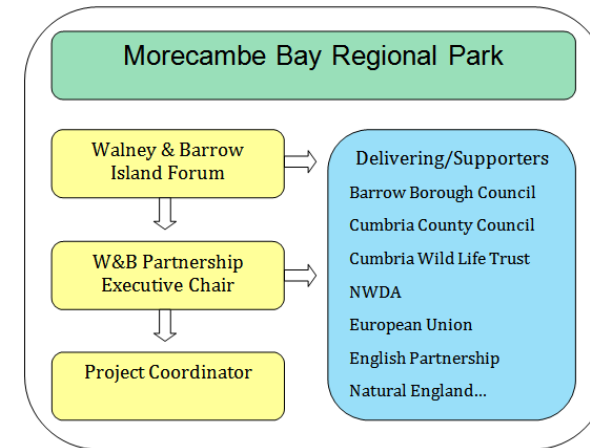 Morecambe Bay Regional Park
Walney & Barrow
Island Forum
W&B Partnership
Executive Chair
Project Coordinator
Delivering/Supporters
Barrow Borough Council
Cumbria County Council
Cumbria Wild Life Trust
NWDA
European Union
English Partnership
Natural England...